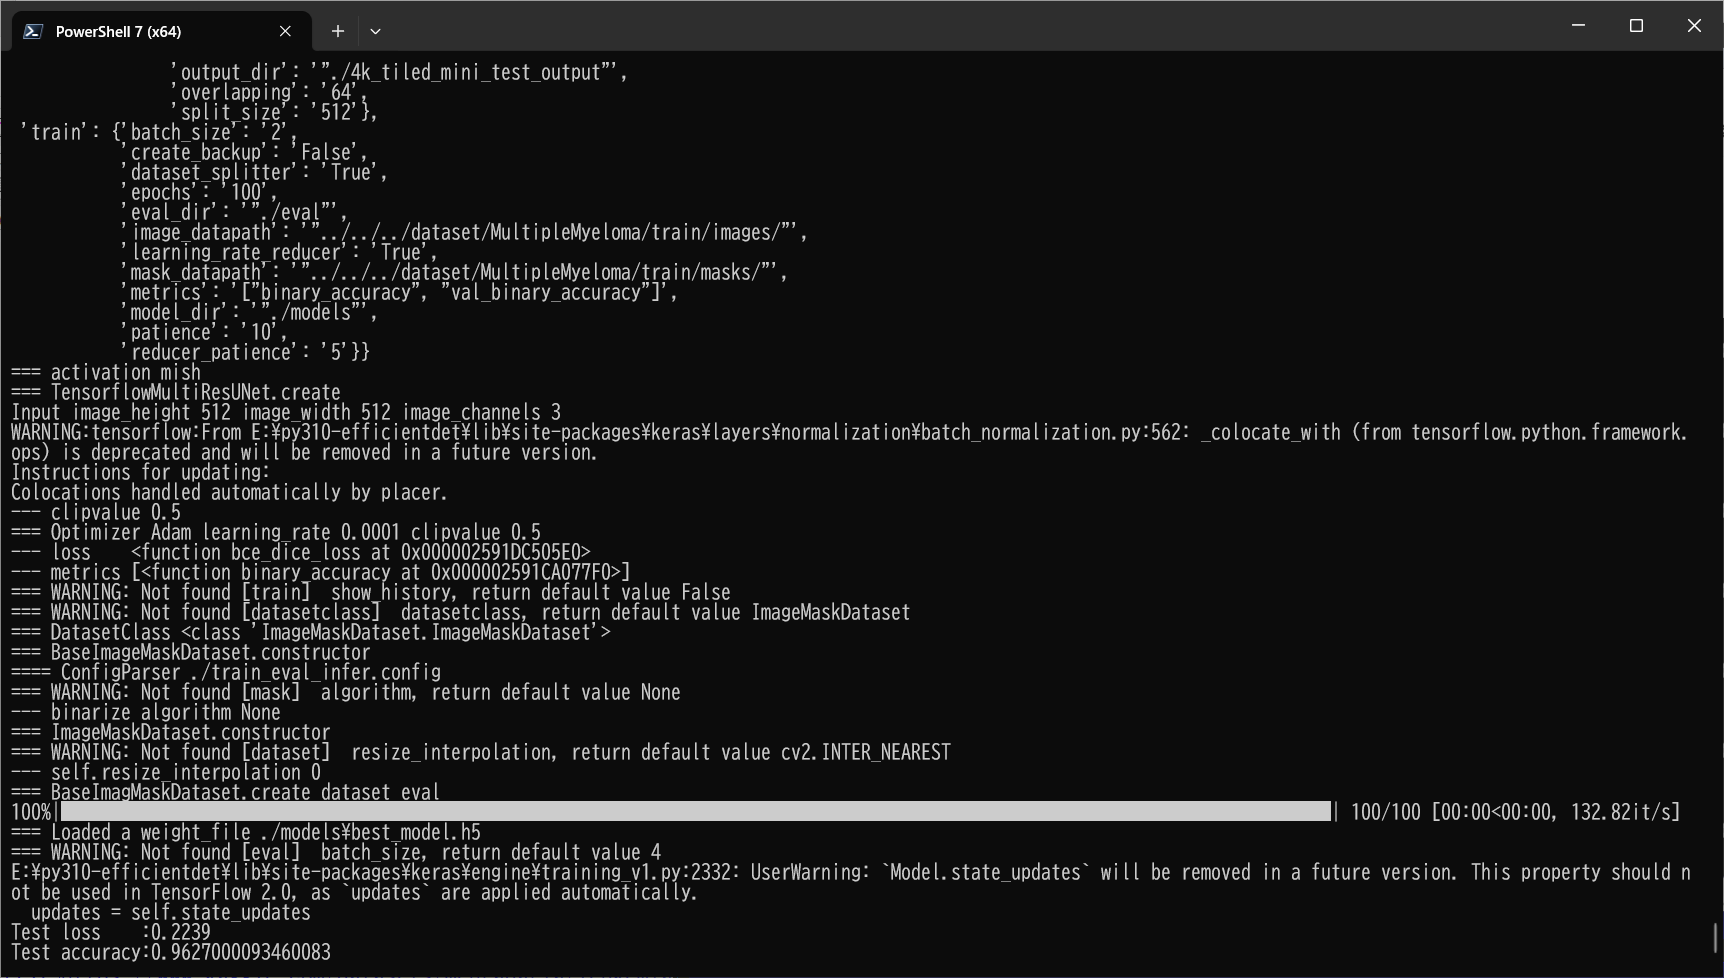 PowerShell 7 (x64)
'output_dir': '"./4k_tiled_mini_test_output"',
'overlapping': '64',
'split_size': '512'},
'train': {'batch_size': '2',
'create_backup': 'False',
'dataset_splitter': 'True',
'epochs': '100',
'eval_dir': '"./eval"',
'image_datapath': '"../../../dataset/MultipleMyeloma/train/images/"',
'learning_rate_reducer': 'True',
'mask_datapath': '"../../../dataset/MultipleMyeloma/train/masks/"',
'metrics': '["binary_accuracy", "val_binary_accuracy"]',
'model_dir': '"./models"',
'patience': '10',
'reducer_patience': '5'}}
=== activation mish
=== TensorflowMultiResUNet.create
Input image_height 512 image_width 512 image_channels 3
WARNING:tensorflow:From E:¥py310-efficientdet¥lib¥site-packages¥keras¥layers¥normalization¥batch_normalization.py:562: _colocate_with (from tensorflow.python.framework.
ops) is deprecated and will be removed in a future version.
Instructions for updating:
Colocations handled automatically by placer.
--- clipvalue 0.5
=== Optimizer Adam learning_rate 0.0001 clipvalue 0.5
--- loss    <function bce_dice_loss at 0x000002591DC505E0>
--- metrics [<function binary_accuracy at 0x000002591CA077F0>]
=== WARNING: Not found [train]  show_history, return default value False
=== WARNING: Not found [datasetclass]  datasetclass, return default value ImageMaskDataset
=== DatasetClass <class 'ImageMaskDataset.ImageMaskDataset'>
=== BaseImageMaskDataset.constructor
==== ConfigParser ./train_eval_infer.config
=== WARNING: Not found [mask]  algorithm, return default value None
--- binarize algorithm None
=== ImageMaskDataset.constructor
=== WARNING: Not found [dataset]  resize_interpolation, return default value cv2.INTER_NEAREST
--- self.resize_interpolation 0
=== BaseImagMaskDataset.create dataset eval
100%| | 100/100 [00:00<00:00, 132.82it/s]
=== Loaded a weight_file ./models¥best_model.h5
=== WARNING: Not found [eval]  batch_size, return default value 4
E:¥py310-efficientdet¥lib¥site-packages¥keras¥engine¥training_v1.py:2332: UserWarning: `Model.state_updates` will be removed in a future version. This property should n
ot be used in TensorFlow 2.0, as `updates` are applied automatically.
updates = self.state_updates
Test loss    :0.2239
Test accuracy:0.9627000093460083